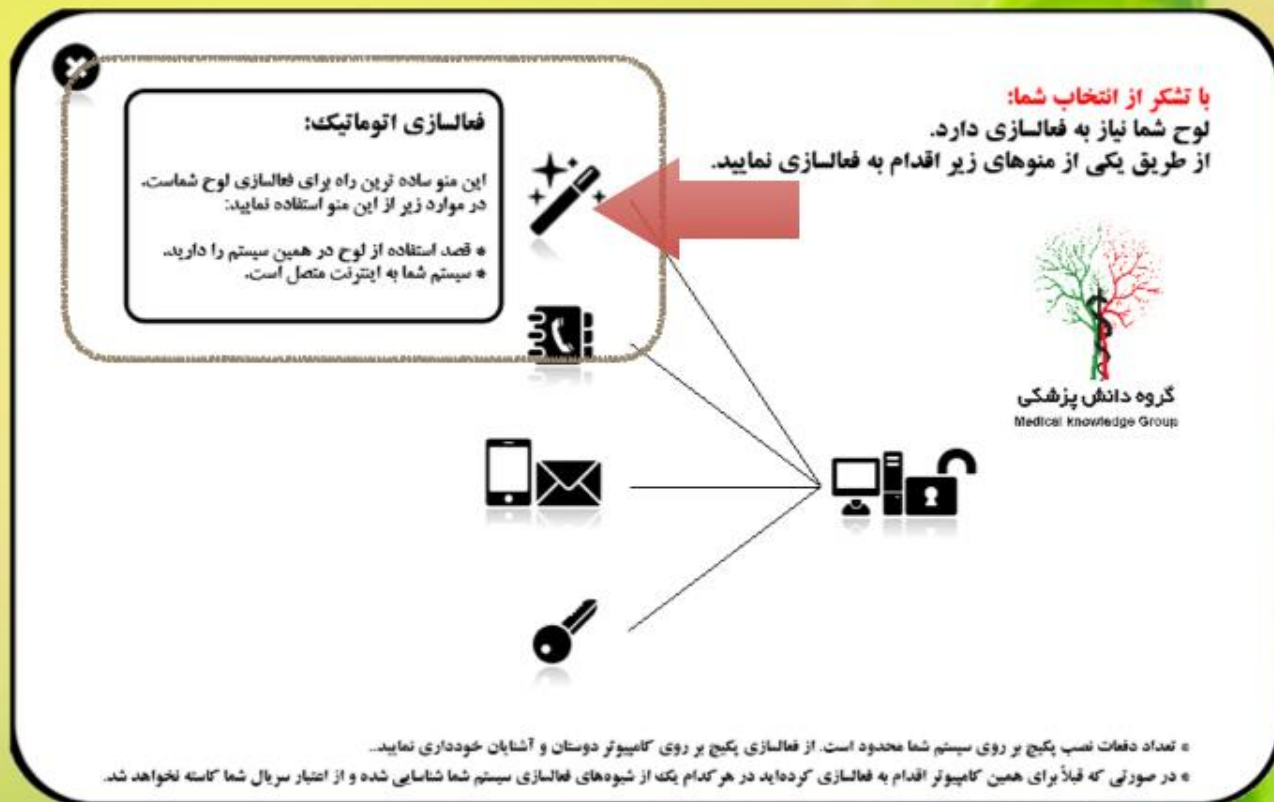 با تشکر از انتخاب شما:
لوح شما نیاز به فعالسازی دارد.
از طریق یکی از منوهای زیر اقدام به فعالسازی نمایید.
فعالسازی اتوماتیک:
این منو ساده ترین راه برای فعالسازی لوح شماست.
در موارد زیر از این منو استفاده نمایید:
* قصد استفاده از لوح در همین سیستم را دارید.
* سیستم شما به اینترنت متصل است.
گروه دانش پزشکی
Medical knowledge Group
* تعداد دفعات نصب پکیج بر روی سیستم شما محدود است. از فعالسازی پکیج بر روی کامپیوتر دوستان و آشنایان خودداری نمایید..
* در صورتی که قبلاً برای همین کامپیوتر اقدام به فعالسازی کرده‌اید در هر کدام یک از شیوه‌های فعالسازی سیستم شما شناسایی شده و از اعتبار سریال شما کاسته نخواهد شد.